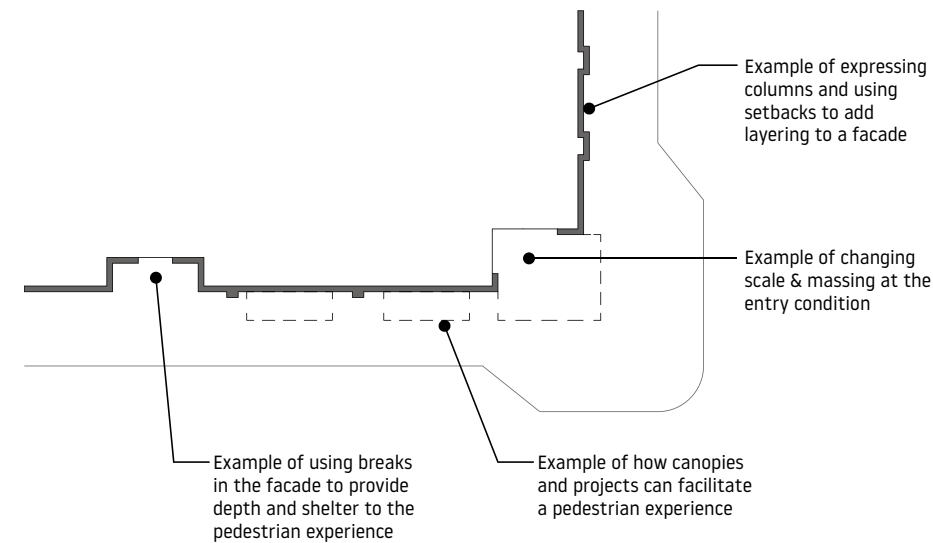 Example of expressing
columns and using
setbacks to add
layering to a facade
Example of changing
scale & massing at the
entry condition
Example of using breaks
in the facade to provide
depth and shelter to the
pedestrian experience
Example of how canopies
and projects can facilitate
a pedestrian experience